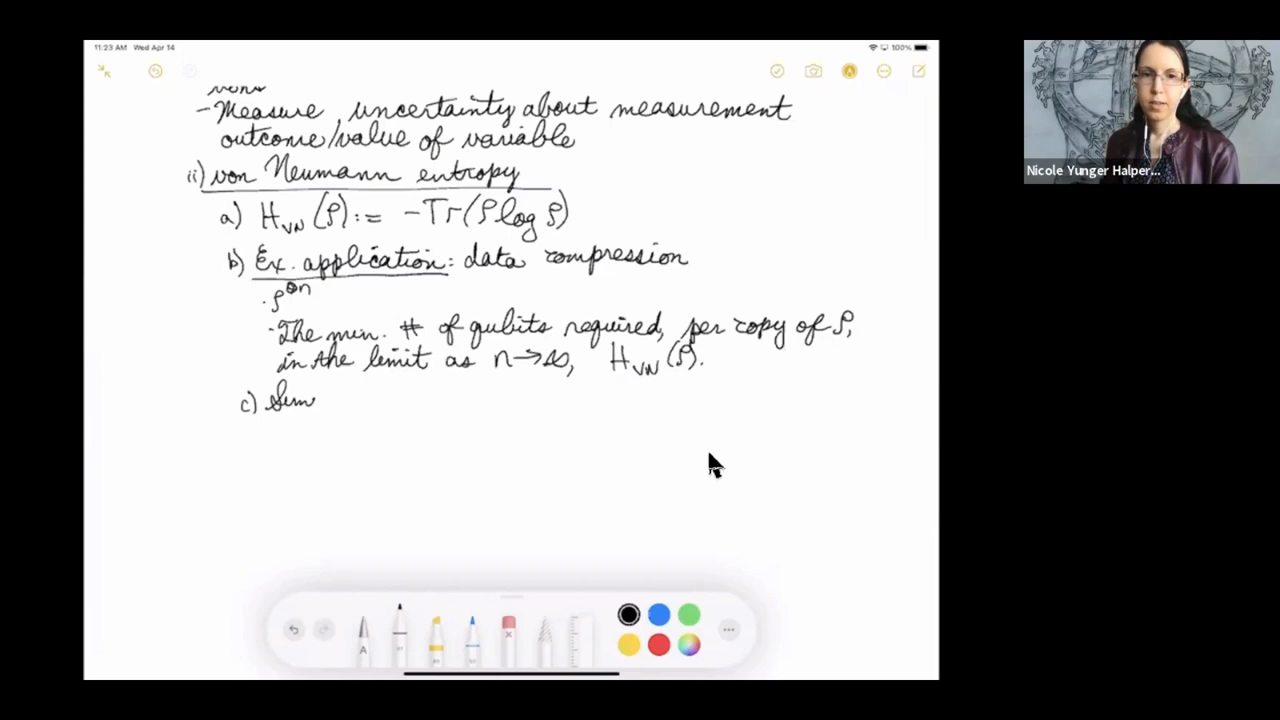 11:23 AM Wed Apr 14
100%
- Measure, uncertainty about measurement
outcome/value of variable
ii) von Neumann entropy
a) H_VN (ρ) := -Tr(ρ log ρ)
b) Ex. application: data compression
· ρ^⊗n
· The min. # of qubits required, per copy of ρ,
in the limit as n→∞, H_VN (ρ).
c) Sum
Nicole Yunger Halper...